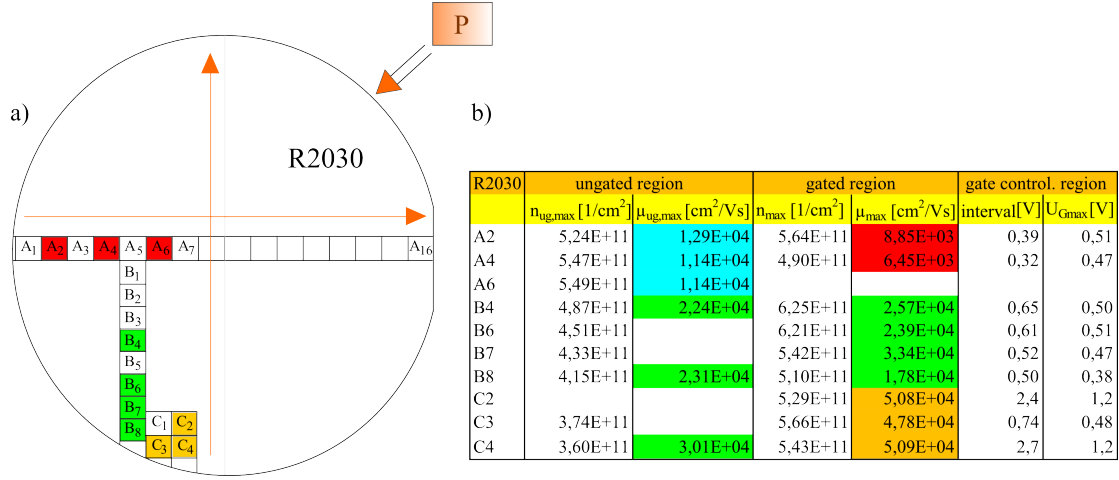 P
a)
b)
R2030
A1 A2 A3 A4 A5 A6 A7 A16
B1
B2
B3
B4
B5
B6
B7
B8
C1 C2
C3 C4
R2030 ungated region gated region gate control. region
nug,max [1/cm2] μug,max [cm2/Vs] nmax [1/cm2] μmax [cm2/Vs] interval[V] UGmax [V]
A2 5,24E+11 1,29E+04 5,64E+11 8,85E+03 0,39 0,51
A4 5,47E+11 1,14E+04 4,90E+11 6,45E+03 0,32 0,47
A6 5,49E+11 1,14E+04
B4 4,87E+11 2,24E+04 6,25E+11 2,57E+04 0,65 0,50
B6 4,51E+11 6,21E+11 2,39E+04 0,61 0,51
B7 4,33E+11 5,42E+11 3,34E+04 0,52 0,47
B8 4,15E+11 2,31E+04 5,10E+11 1,78E+04 0,50 0,38
C2 5,29E+11 5,08E+04 2,4 1,2
C3 3,74E+11 5,66E+11 4,78E+04 0,74 0,48
C4 3,60E+11 3,01E+04 5,43E+11 5,09E+04 2,7 1,2